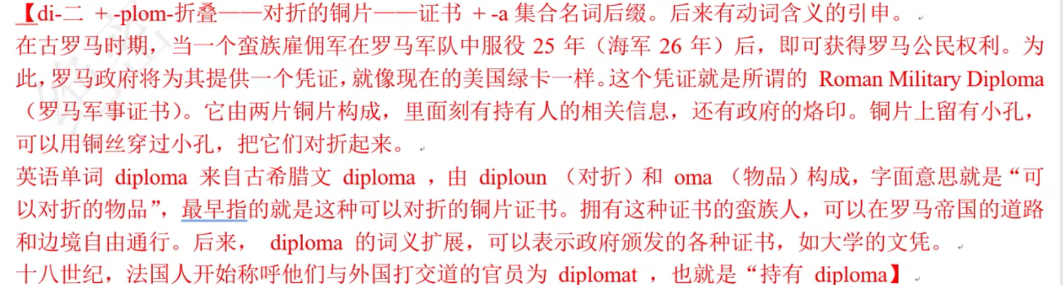 【di-二 + -plom-折叠——对折的铜片——证书 + -a 集合名词后缀。后来有动词含义的引申。
在古罗马时期，当一个蛮族雇佣军在罗马军队中服役 25 年（海军 26 年）后，即可获得罗马公民权利。为
此，罗马政府将为其提供一个凭证，就像现在的美国绿卡一样。这个凭证就是所谓的 Roman Military Diploma
（罗马军事证书）。它由两片铜片构成，里面刻有持有人的相关信息，还有政府的烙印。铜片上留有小孔，
可以用铜丝穿过小孔，把它们对折起来。
英语单词 diploma 来自古希腊文 diploma ，由 diploun （对折）和 oma （物品）构成，字面意思就是“可
以对折的物品”，最早指的就是这种可以对折的铜片证书。拥有这种证书的蛮族人，可以在罗马帝国的道路
和边境自由通行。后来， diploma 的词义扩展，可以表示政府颁发的各种证书，如大学的文凭。
十八世纪，法国人开始称呼他们与外国打交道的官员为 diplomat ，也就是“持有 diploma】